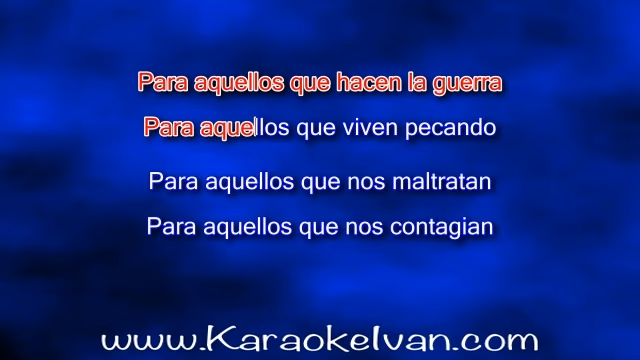 Para aquellos que hacen la guerra
Para aquellos que viven pecando
Para aquellos que nos maltratan
Para aquellos que nos contagian
www.KaraokeIvan.com